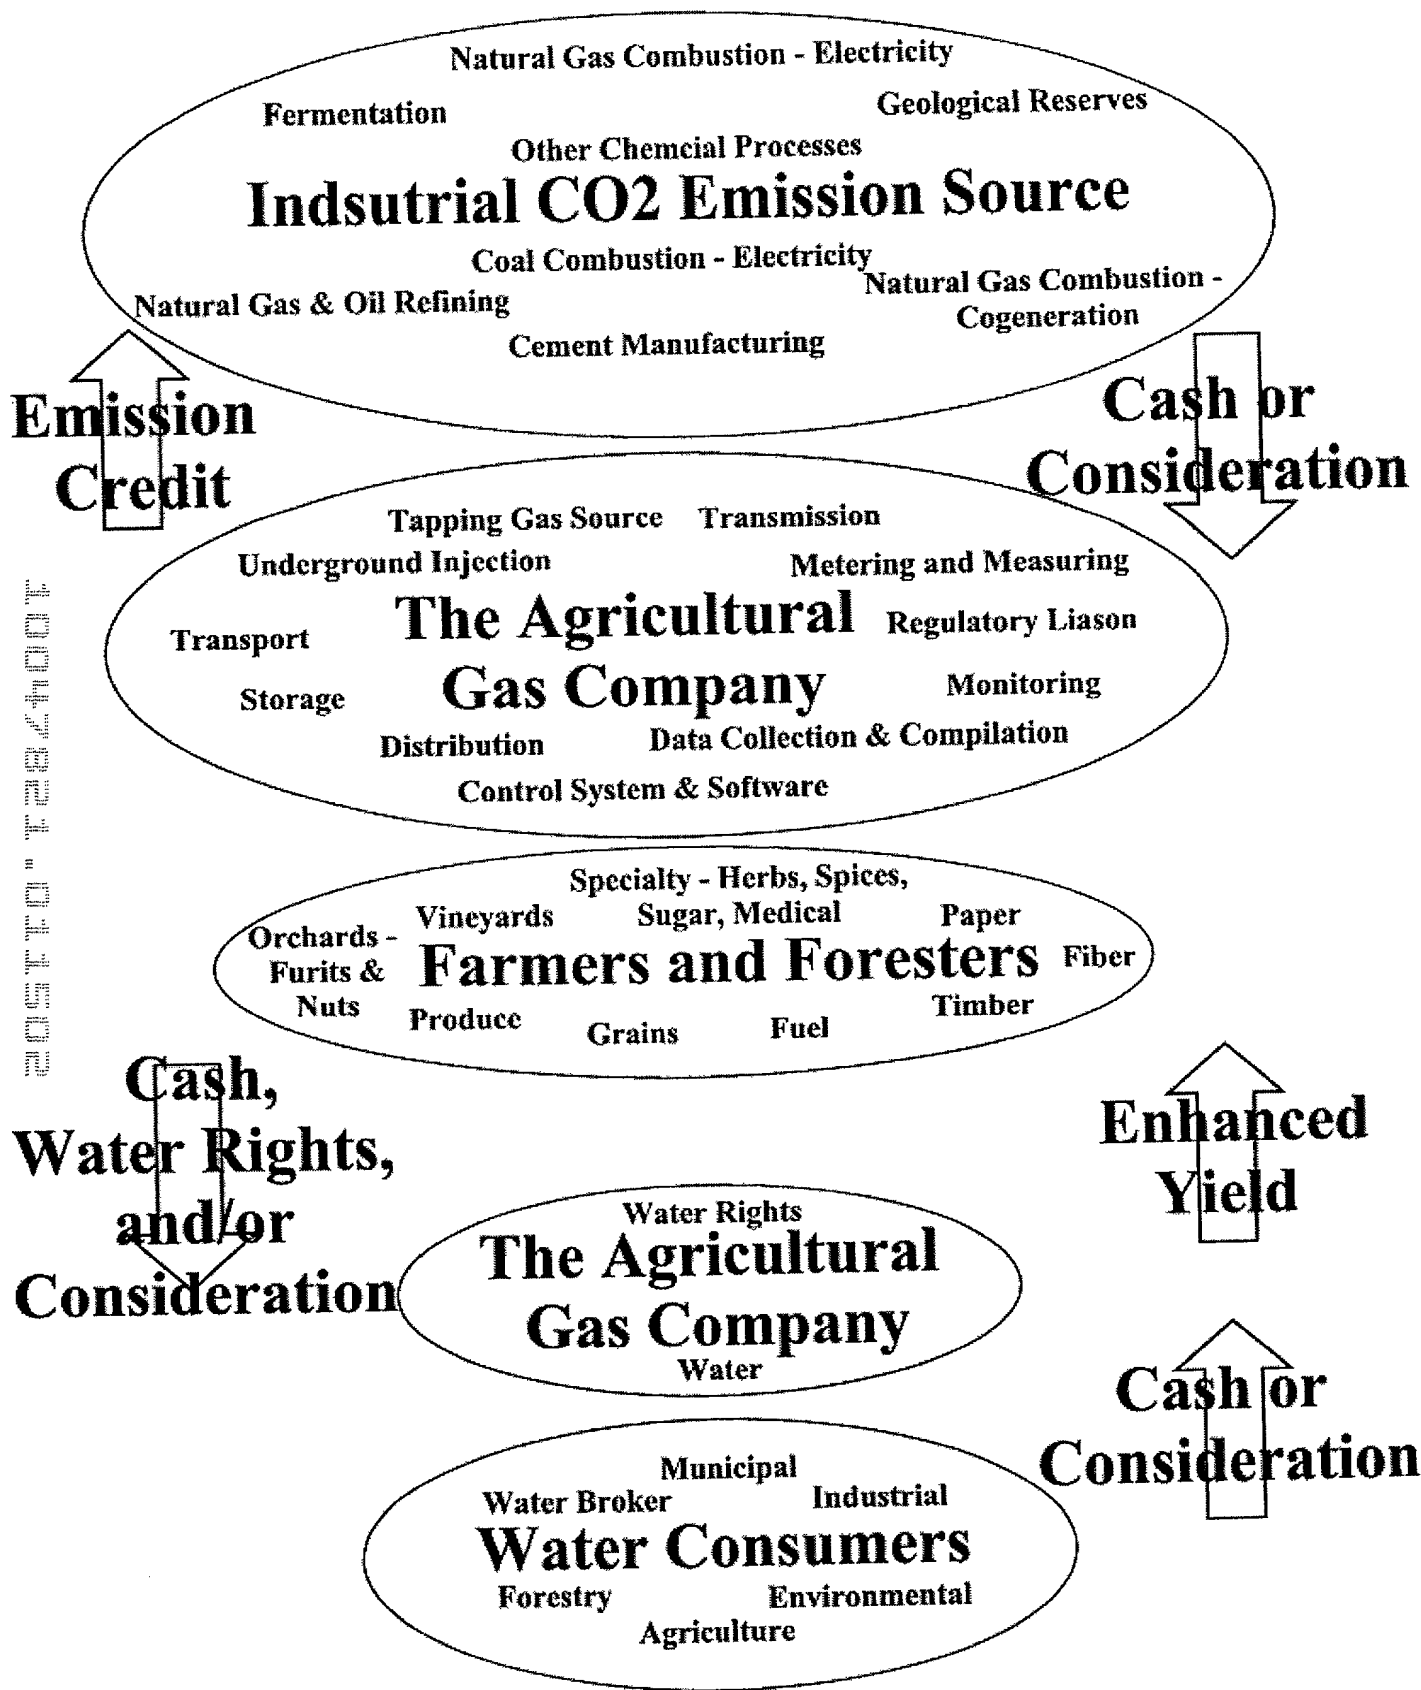 Natural Gas Combustion - Electricity
Fermentation
Geological Reserves
Other Chemcial Processes
Indsutrial CO2 Emission Source
Coal Combustion - Electricity
Natural Gas & Oil Refining
Natural Gas Combustion -
Cogeneration
Cement Manufacturing
Emission
Credit
Cash or
Consideration
Tapping Gas Source
Transmission
Underground Injection
Metering and Measuring
The Agricultural
Gas Company
Transport
Regulatory Liason
Storage
Monitoring
Distribution
Data Collection & Compilation
Control System & Software
10047821.011502
Specialty - Herbs, Spices,
Sugar, Medical
Vineyards
Paper
Orchards -
Furits &
Nuts
Farmers and Foresters
Fiber
Produce
Grains
Fuel
Timber
Cash,
Water Rights,
and/or
Consideration
Enhanced
Yield
Water Rights
The Agricultural
Gas Company
Water
Cash or
Consideration
Municipal
Water Broker
Industrial
Water Consumers
Forestry
Environmental
Agriculture